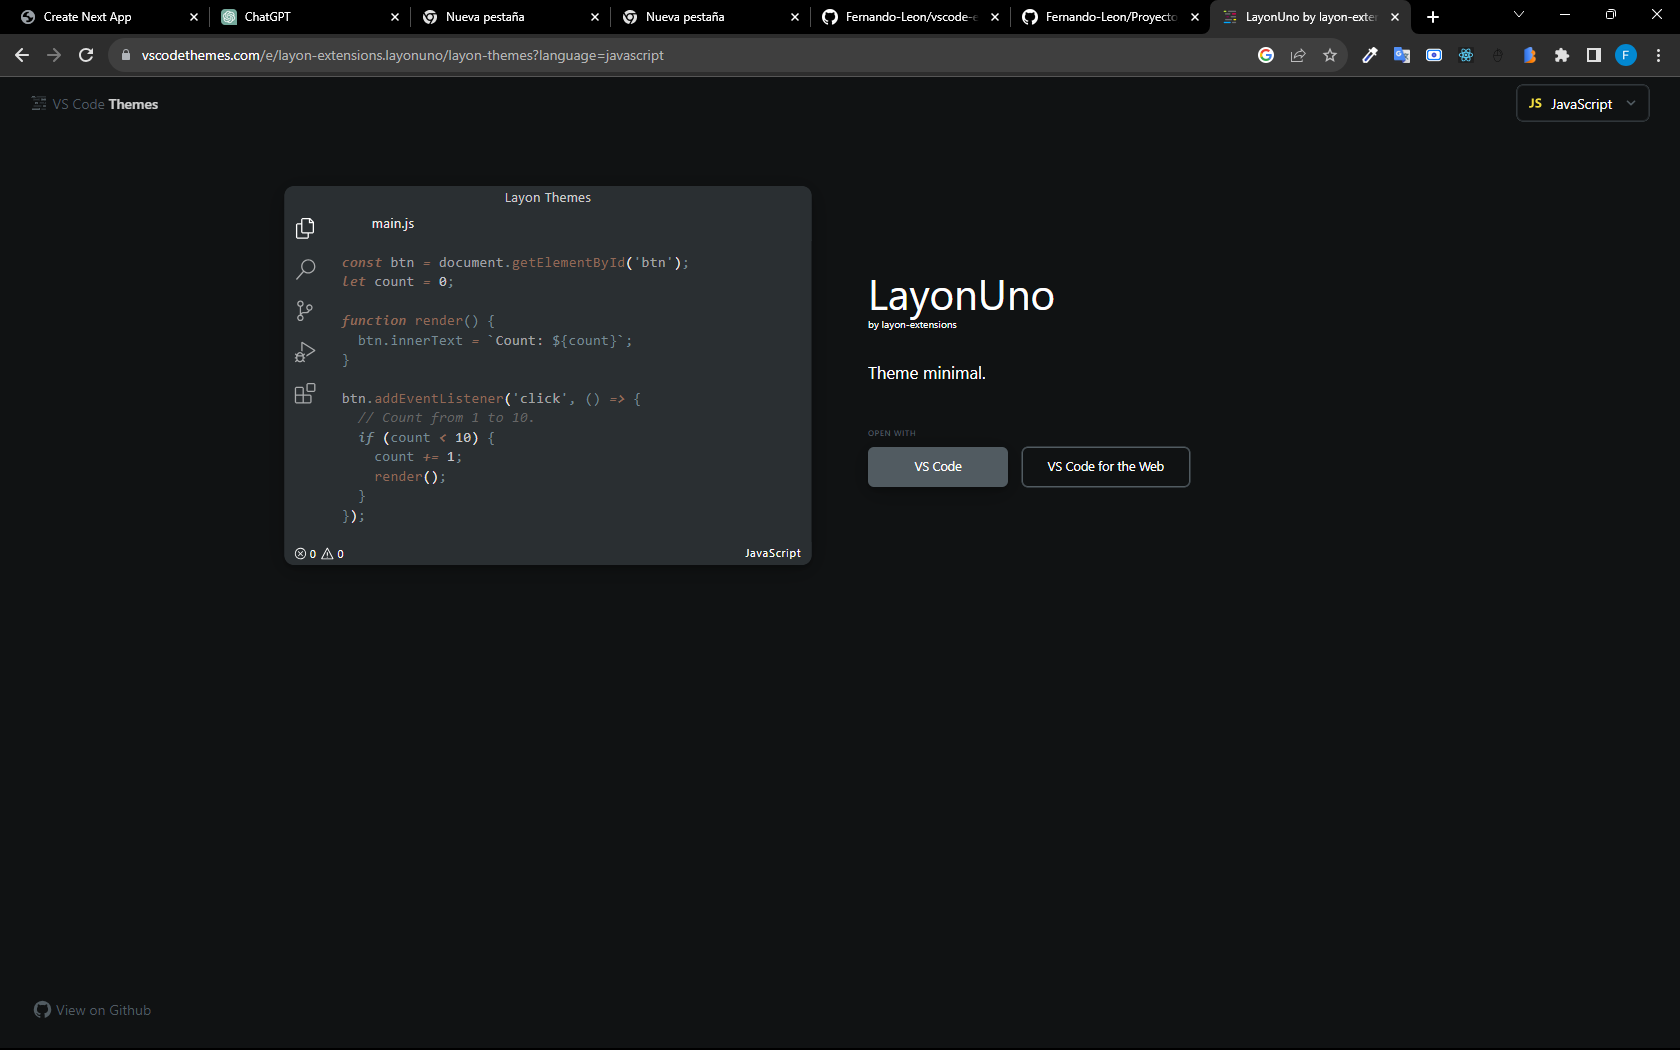 Create Next App
ChatGPT
Nueva pestaña
Nueva pestaña
Fernando-Leon/vscode-e
Fernando-Leon/Proyecto
LayonUno by layon-exter
vscodethemes.com/e/layon-extensions.layonuno/layon-themes?language=javascript
F
VS Code Themes
JS JavaScript
Layon Themes
main.js
const btn = document.getElementById('btn');
let count = 0;
function render() {
btn.innerText = `Count: ${count}`;
}
btn.addEventListener('click', () => {
// Count from 1 to 10.
if (count < 10) {
count += 1;
render();
}
});
0 0
JavaScript
LayonUno
by layon-extensions
Theme minimal.
OPEN WITH
VS Code
VS Code for the Web
View on Github